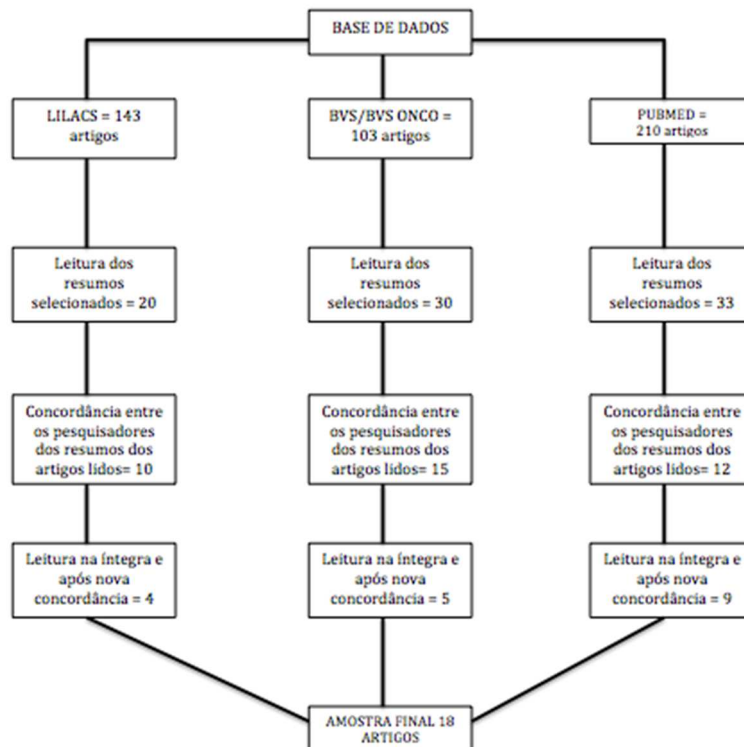 BASE DE DADOS
LILACS = 143
artigos
BVS/BVS ONCO =
103 artigos
PUBMED =
210 artigos
Leitura dos
resumos
selecionados = 20
Leitura dos
resumos
selecionados = 30
Leitura dos
resumos
selecionados = 33
Concordância entre
os pesquisadores
dos resumos dos
artigos lidos= 10
Concordância entre
os pesquisadores
dos resumos dos
artigos lidos= 15
Concordância entre
os pesquisadores
dos resumos dos
artigos lidos= 12
Leitura na íntegra e
após nova
concordância = 4
Leitura na íntegra e
após nova
concordância = 5
Leitura na íntegra e
após nova
concordância = 9
AMOSTRA FINAL 18
ARTIGOS